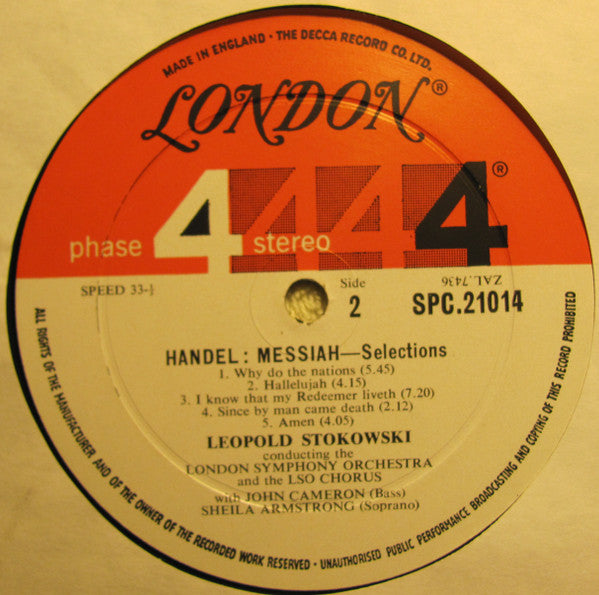 MADE IN ENGLAND · THE DECCA RECORD CO. LTD.
LONDON®
phase 4 stereo 4 4 4®
SPEED 33-⅓
Side
2
ZAL.7436
SPC.21014
HANDEL : MESSIAH—Selections
1. Why do the nations (5.45)
2. Hallelujah (4.15)
3. I know that my Redeemer liveth (7.20)
4. Since by man came death (2.12)
5. Amen (4.05)
LEOPOLD STOKOWSKI
conducting the
LONDON SYMPHONY ORCHESTRA
and the LSO CHORUS
with JOHN CAMERON (Bass)
SHEILA ARMSTRONG (Soprano)
ALL RIGHTS OF THE MANUFACTURER AND OF THE OWNER OF THE RECORDED WORK RESERVED · UNAUTHORISED PUBLIC PERFORMANCE BROADCASTING AND COPYING OF THIS RECORD PROHIBITED